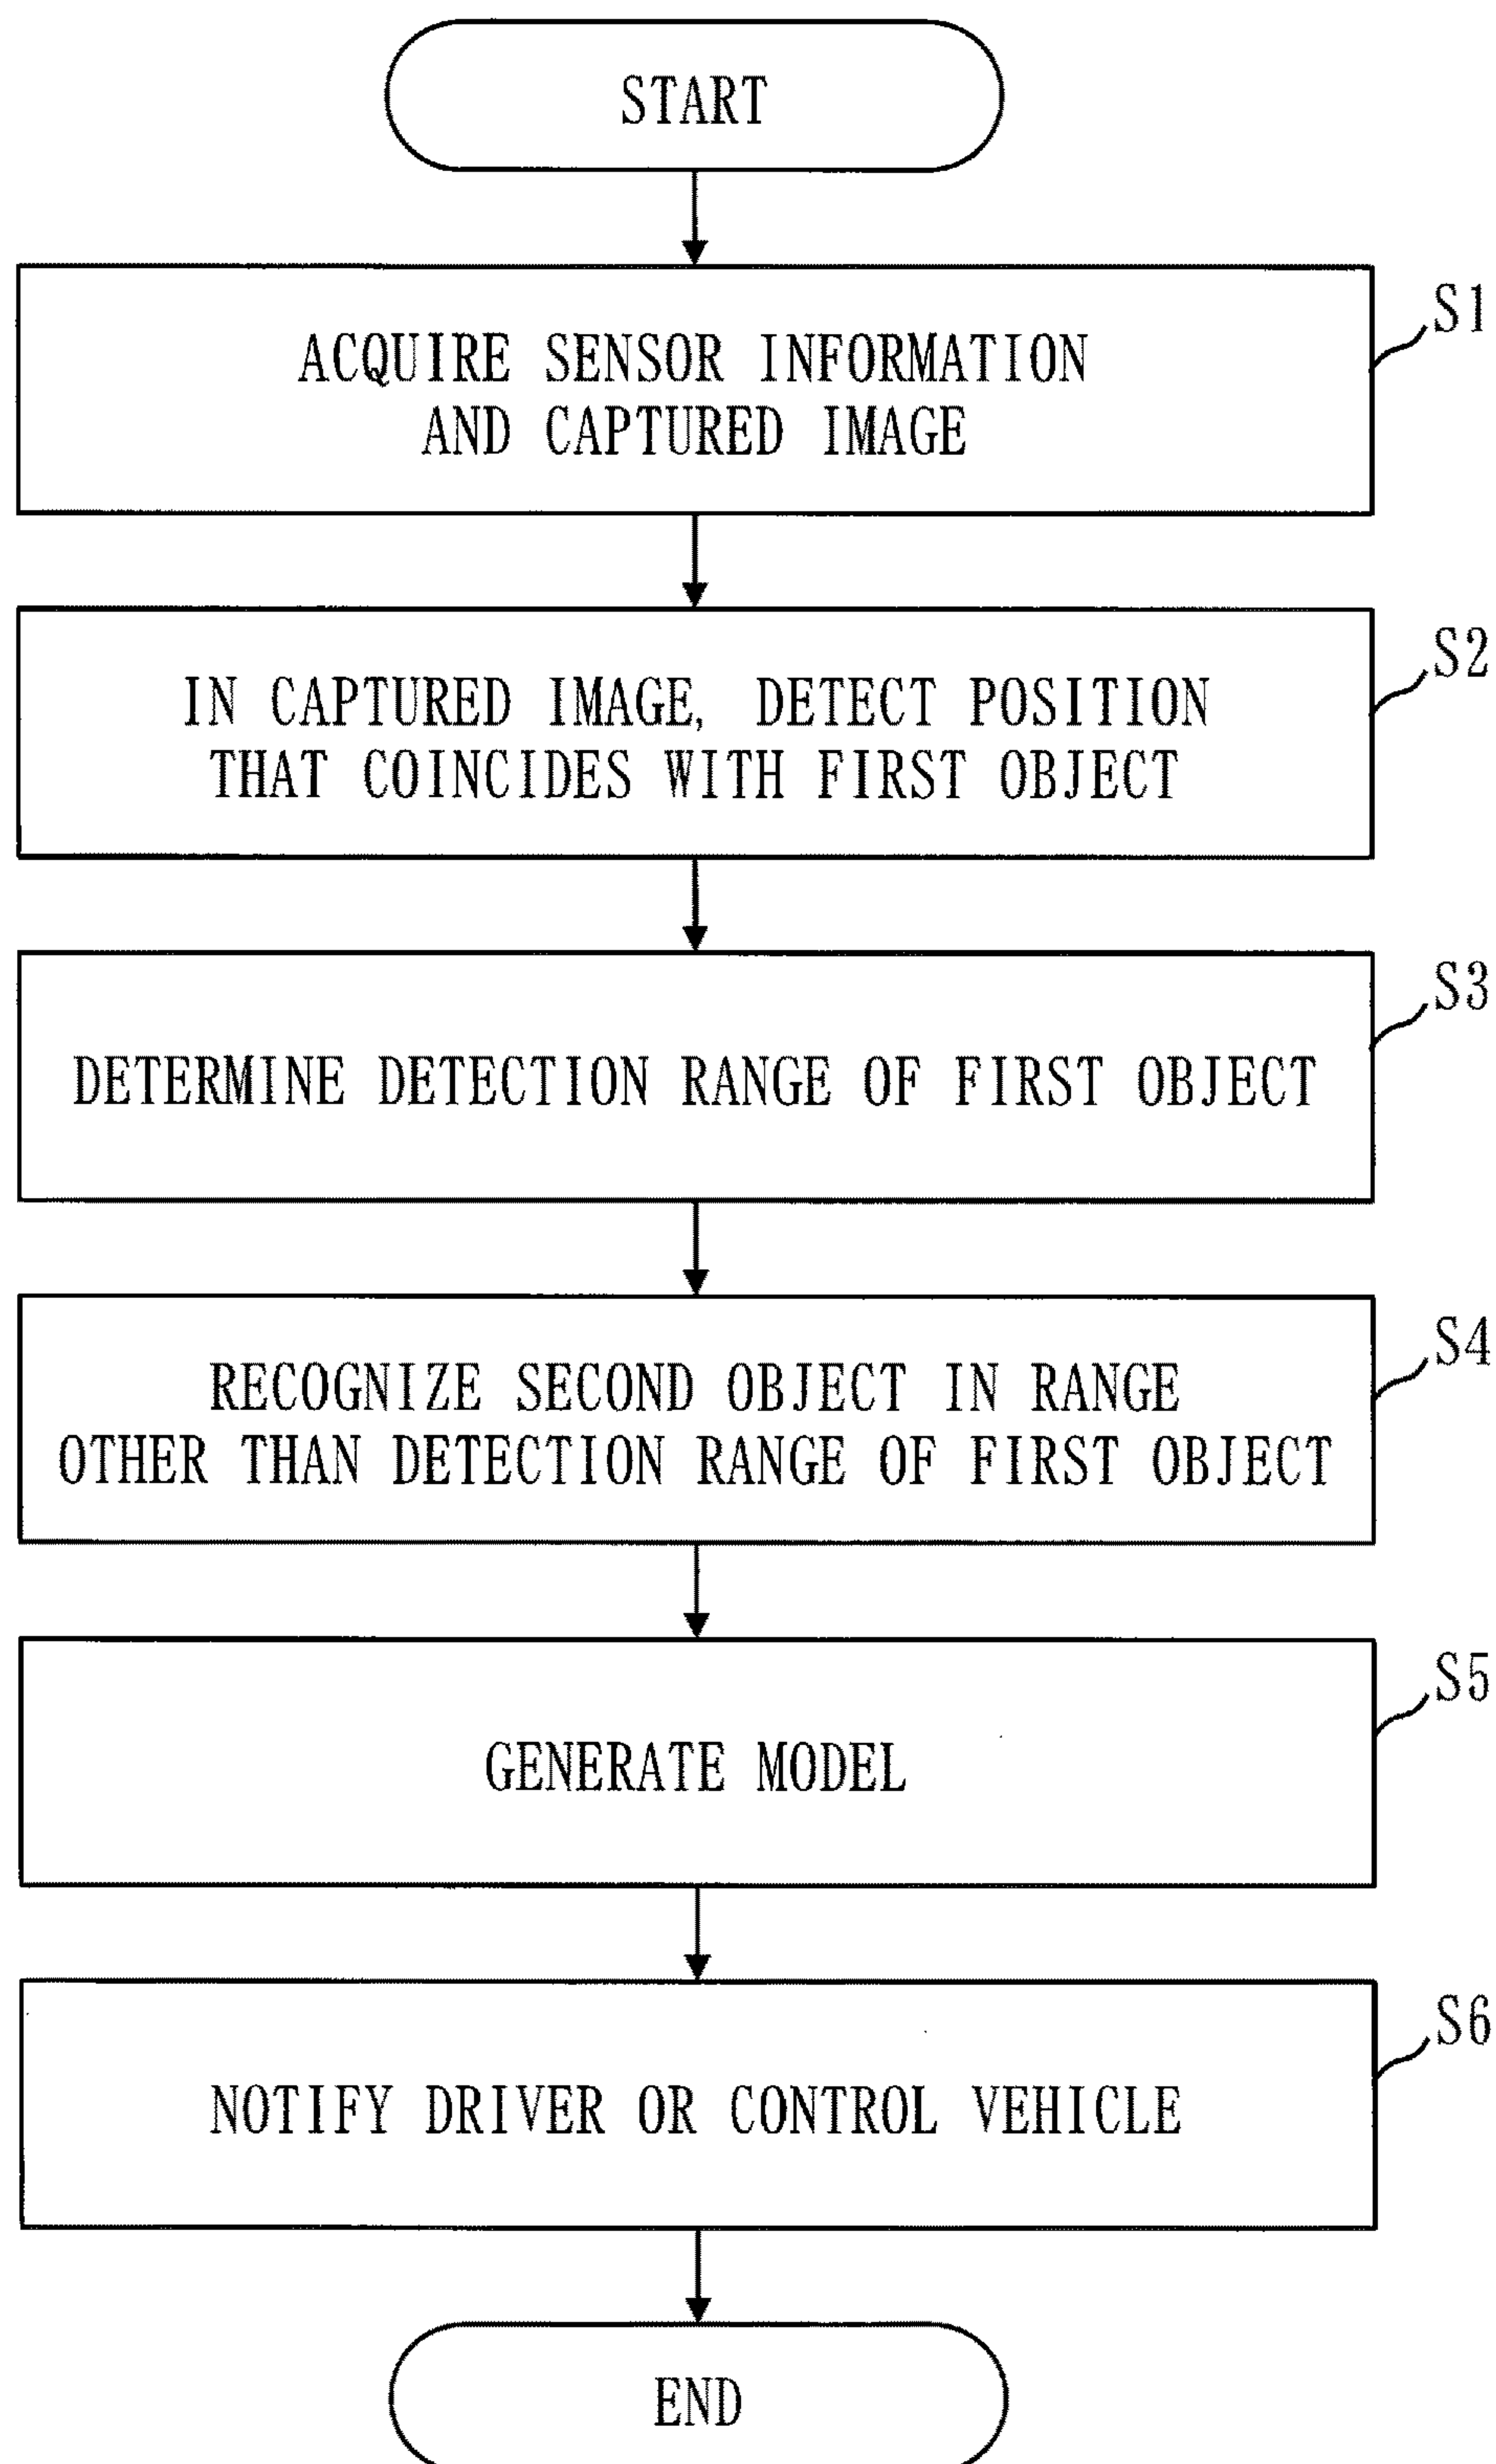 START
S1
ACQUIRE SENSOR INFORMATION
AND CAPTURED IMAGE
S2
IN CAPTURED IMAGE, DETECT POSITION
THAT COINCIDES WITH FIRST OBJECT
S3
DETERMINE DETECTION RANGE OF FIRST OBJECT
S4
RECOGNIZE SECOND OBJECT IN RANGE
OTHER THAN DETECTION RANGE OF FIRST OBJECT
S5
GENERATE MODEL
S6
NOTIFY DRIVER OR CONTROL VEHICLE
END